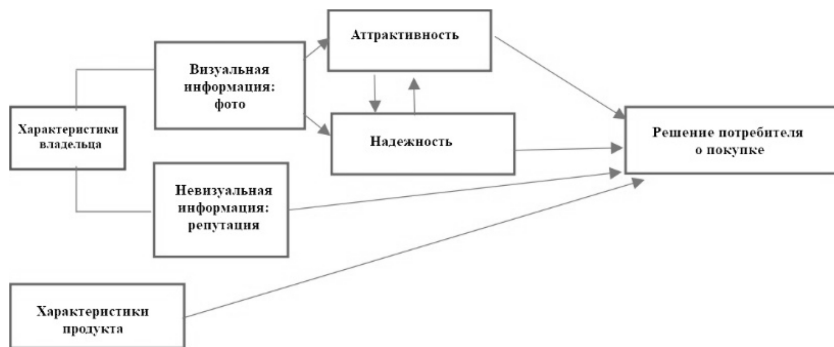 Аттрактивность
Визуальная
информация:
фото
Характеристики
владельца
Надежность
Решение потребителя
о покупке
Невизуальная
информация:
репутация
Характеристики
продукта